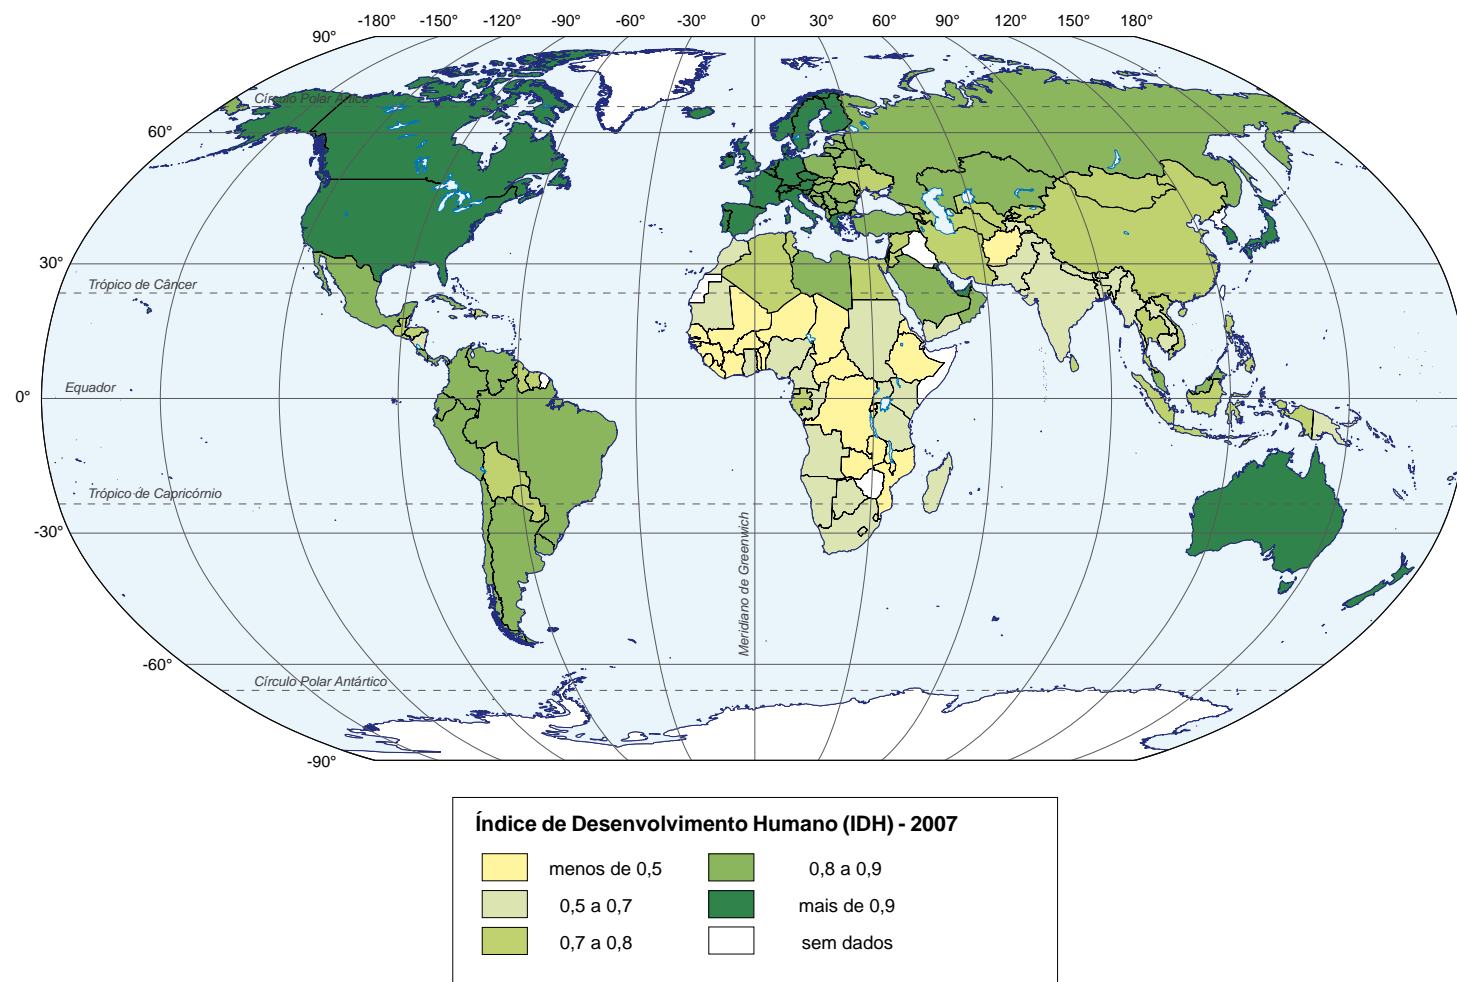 -180° -150° -120° -90° -60° -30° 0° 30° 60° 90° 120° 150° 180°
90°
Círculo Polar Ártico
60°
30°
Trópico de Câncer
Equador
0°
Trópico de Capricórnio
-30°
Meridiano de Greenwich
-60°
Círculo Polar Antártico
-90°
Índice de Desenvolvimento Humano (IDH) - 2007
menos de 0,5 0,8 a 0,9
0,5 a 0,7 mais de 0,9
0,7 a 0,8 sem dados